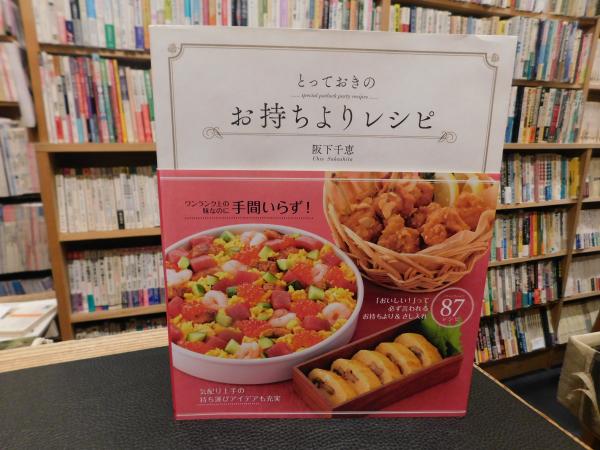 とっておきの
special potluck party recipes
お持ちよりレシピ
阪下千恵
Chie Sakashita
ワンランク上の
味なのに 手間いらず！
「おいしい！」って
必ず言われる
お持ちより&さし入れ
87
レシピ
気配り上手の
持ち運びアイデアも充実